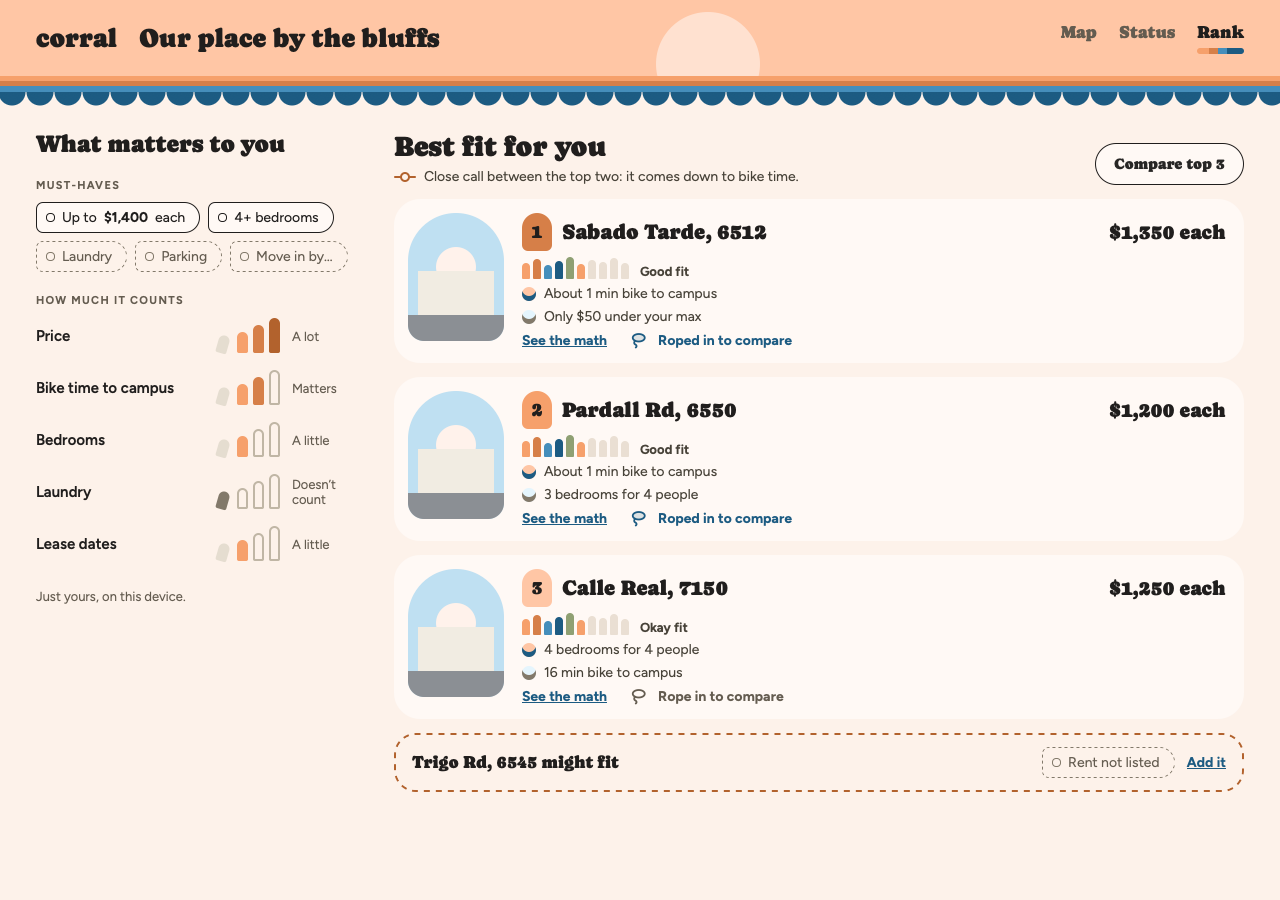 corral Our place by the bluffs
Map Status Rank
What matters to you
MUST-HAVES
Up to $1,400 each
4+ bedrooms
Laundry
Parking
Move in by...
HOW MUCH IT COUNTS
Price
A lot
Bike time to campus
Matters
Bedrooms
A little
Laundry
Doesn't
count
Lease dates
A little
Just yours, on this device.
Best fit for you
Close call between the top two: it comes down to bike time.
Compare top 3
1 Sabado Tarde, 6512
$1,350 each
Good fit
About 1 min bike to campus
Only $50 under your max
See the math
Roped in to compare
2 Pardall Rd, 6550
$1,200 each
Good fit
About 1 min bike to campus
3 bedrooms for 4 people
See the math
Roped in to compare
3 Calle Real, 7150
$1,250 each
Okay fit
4 bedrooms for 4 people
16 min bike to campus
See the math
Rope in to compare
Trigo Rd, 6545 might fit
Rent not listed
Add it